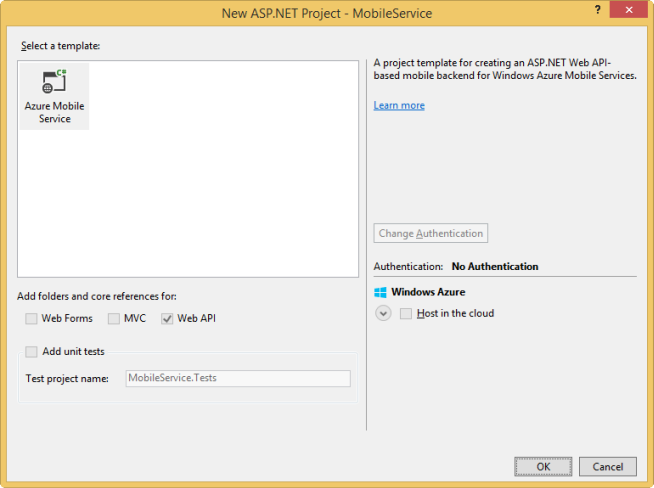 New ASP.NET Project - MobileService
?
Select a template:
C#
Azure Mobile
Service
A project template for creating an ASP.NET Web API-
based mobile backend for Windows Azure Mobile Services.
Learn more
Change Authentication
Authentication: No Authentication
Windows Azure
Host in the cloud
Add folders and core references for:
Web Forms MVC Web API
Add unit tests
Test project name: MobileService.Tests
OK Cancel